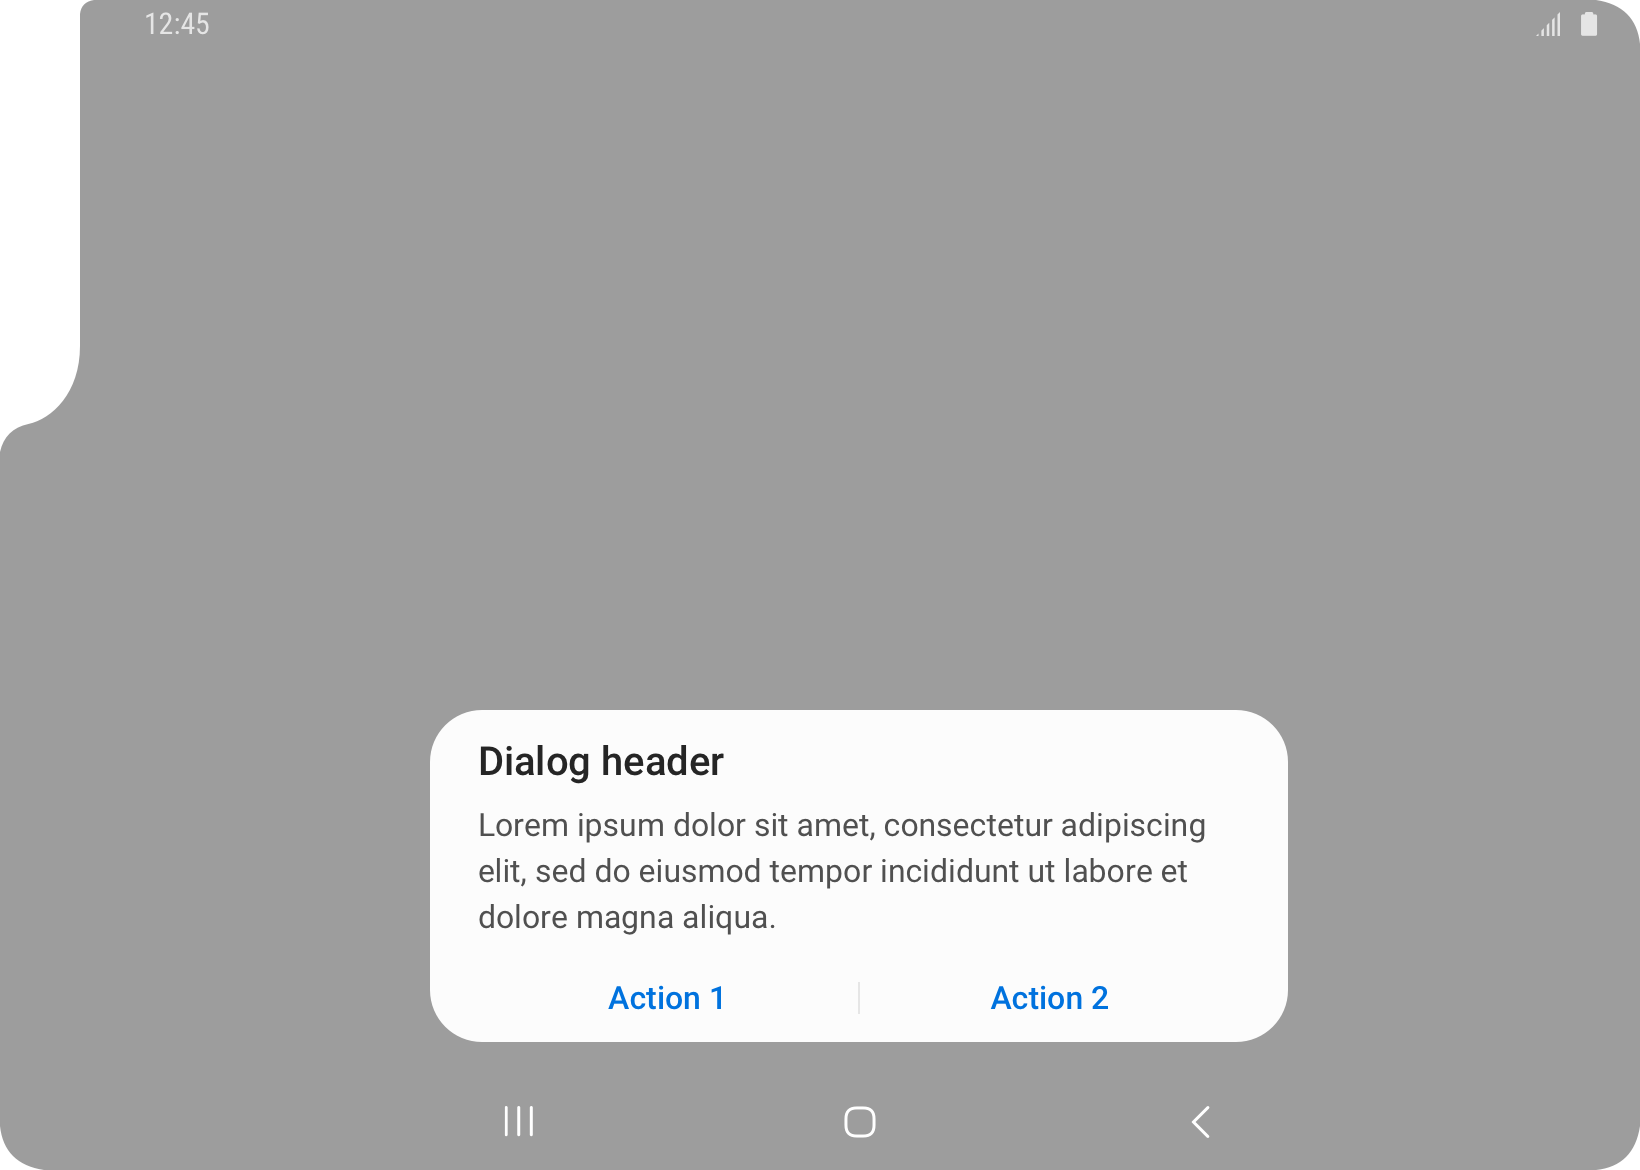 12:45
Dialog header
Lorem ipsum dolor sit amet, consectetur adipiscing
elit, sed do eiusmod tempor incididunt ut labore et
dolore magna aliqua.
Action 1
Action 2